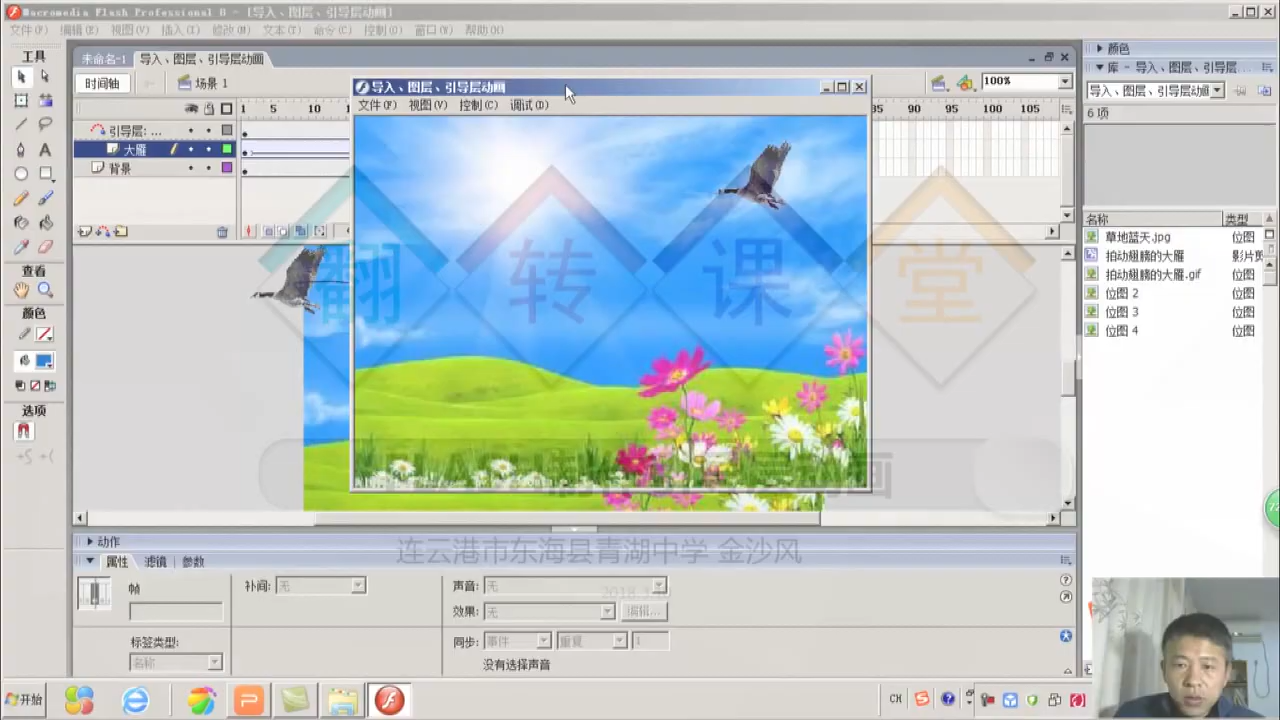 Macromedia Flash Professional 8 - [导入、图层、引导层动画]
文件(F) 编辑(E) 视图(V) 插入(I) 修改(M) 文本(T) 命令(C) 控制(O) 窗口(W) 帮助(H)
工具
查看
颜色
选项
未命名-1 导入、图层、引导层动画
时间轴 场景 1 100%
1 5 10 85 90 95 100 105
引导层: ...
大雁
背景
导入、图层、引导层动画
文件(F) 视图(V) 控制(C) 调试(D)
翻转课堂
连云港市东海县青湖中学 金沙风
动作
属性 滤镜 参数
帧 补间: 无 声音: 无
效果: 无 编辑...
标签类型: 同步: 事件 重复 1
名称 没有选择声音
颜色
库 - 导入、图层、引导层...
导入、图层、引导层动画
6 项
名称 类型
草地蓝天.jpg 位图
拍动翅膀的大雁 影片剪
拍动翅膀的大雁.gif 位图
位图 2 位图
位图 3 位图
位图 4 位图
开始 CH
72